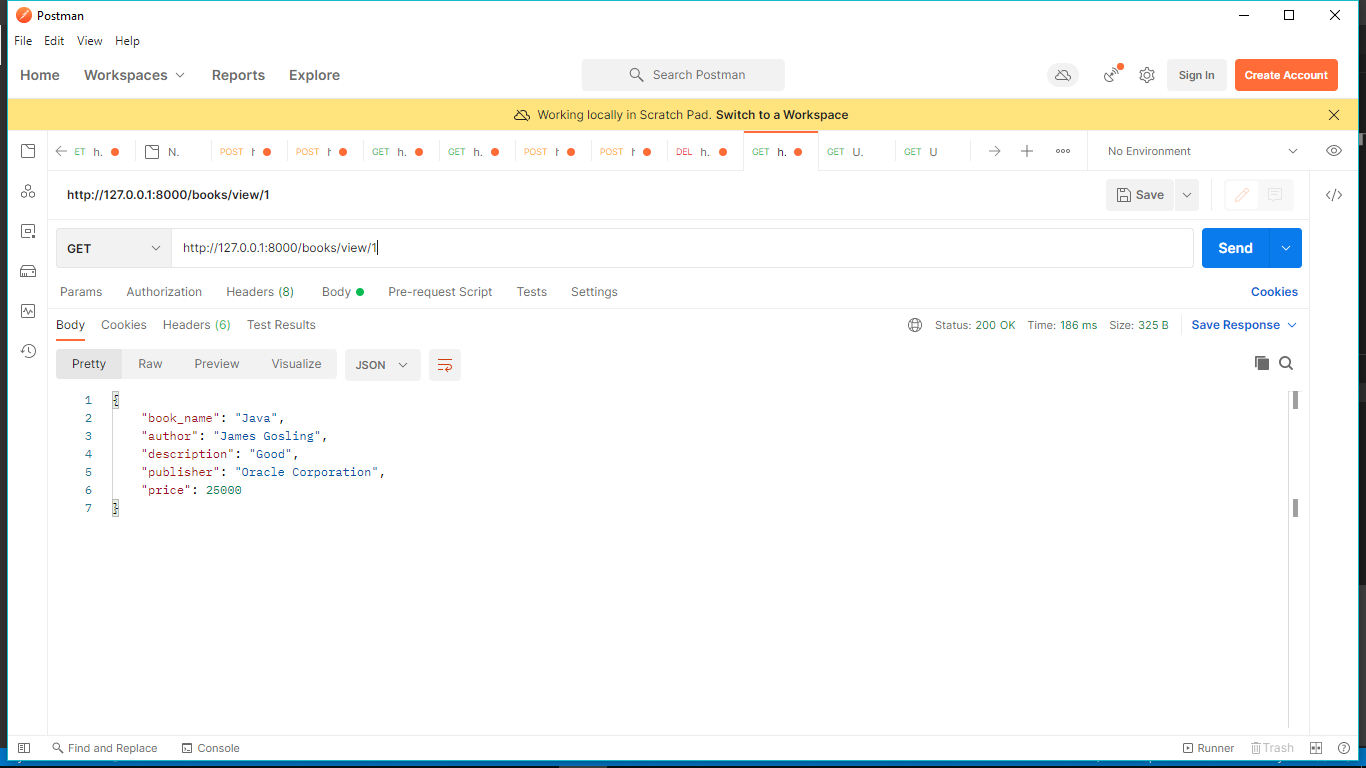 Postman
File Edit View Help
Home Workspaces Reports Explore Search Postman Sign In Create Account
Working locally in Scratch Pad. Switch to a Workspace
ET h. N. POST POST GET h. GET h. POST POST DEL h. GET h. GET U. GET U No Environment
http://127.0.0.1:8000/books/view/1 Save
GET http://127.0.0.1:8000/books/view/1 Send
Params Authorization Headers (8) Body Pre-request Script Tests Settings Cookies
Body Cookies Headers (6) Test Results Status: 200 OK Time: 186 ms Size: 325 B Save Response
Pretty Raw Preview Visualize JSON
1 {
2 "book_name": "Java",
3 "author": "James Gosling",
4 "description": "Good",
5 "publisher": "Oracle Corporation",
6 "price": 25000
7 }
Find and Replace Console Runner Trash